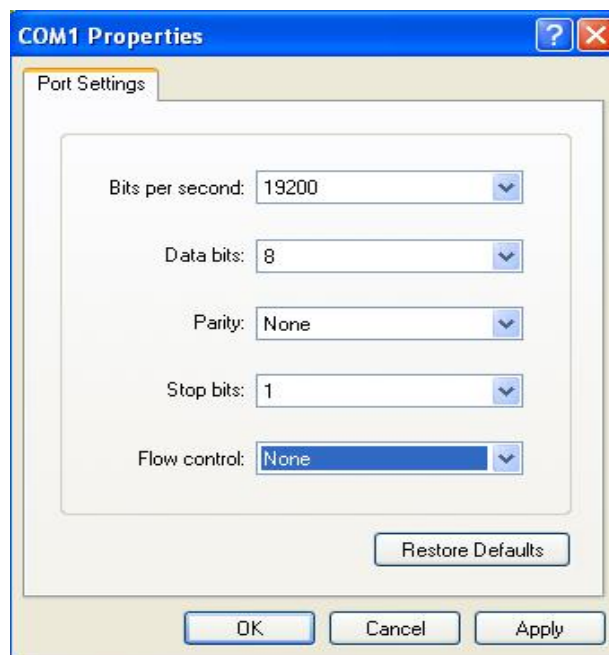 COM1 Properties
Port Settings
Bits per second: 19200
Data bits: 8
Parity: None
Stop bits: 1
Flow control: None
Restore Defaults
OK Cancel Apply